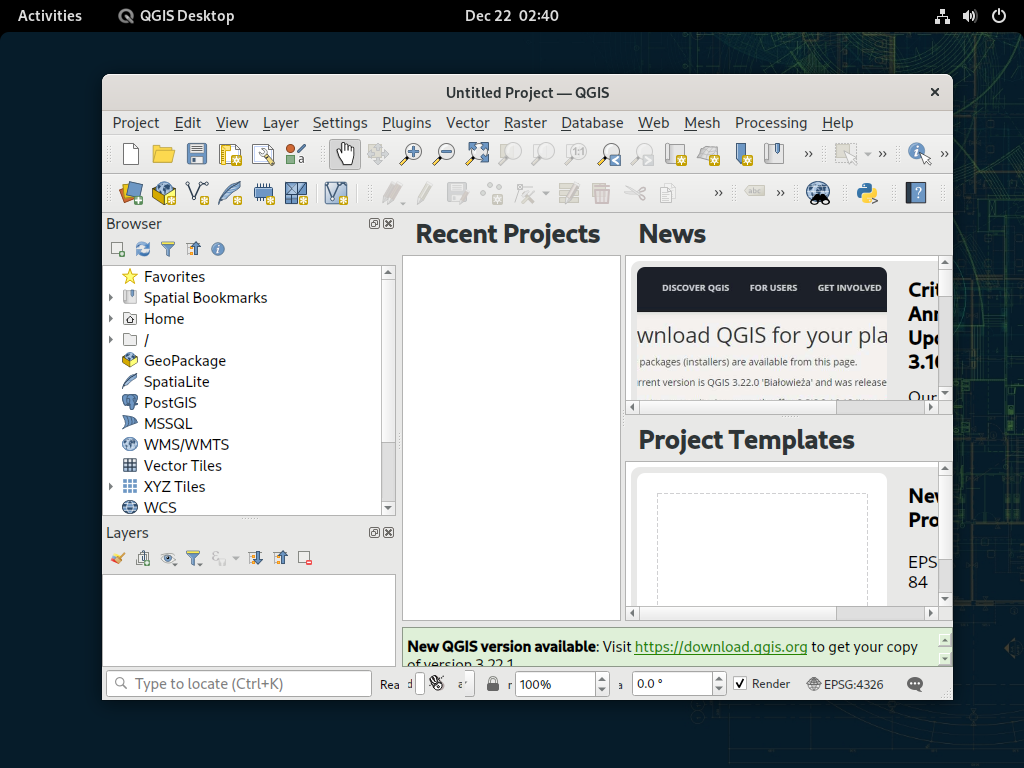 Activities QGIS Desktop Dec 22 02:40
Untitled Project — QGIS
Project Edit View Layer Settings Plugins Vector Raster Database Web Mesh Processing Help
Browser
Favorites
Spatial Bookmarks
Home
/
GeoPackage
SpatiaLite
PostGIS
MSSQL
WMS/WMTS
Vector Tiles
XYZ Tiles
WCS
Layers
Recent Projects
News
DISCOVER QGIS FOR USERS GET INVOLVED
wnload QGIS for your pla
packages (installers) are available from this page.
rrent version is QGIS 3.22.0 'Białowieża' and was release
Crit
Ann
Upc
3.16
Our
Project Templates
New
Pro
EPS
84
New QGIS version available: Visit https://download.qgis.org to get your copy
of version 3.22.1
Type to locate (Ctrl+K) Rea d a r 100% a 0.0 ° Render EPSG:4326